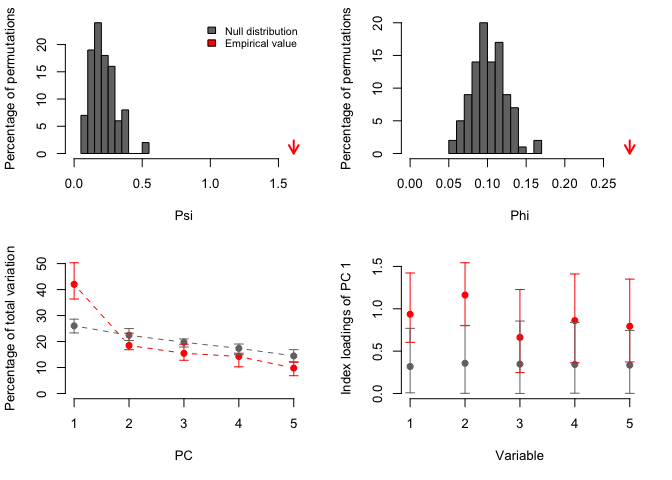 Percentage of permutations
20
15
10
5
0
0.0 0.5 1.0 1.5
Psi
Null distribution
Empirical value
Percentage of permutations
20
15
10
5
0
0.00 0.05 0.10 0.15 0.20 0.25
Phi
Percentage of total variation
50
40
30
20
10
0
1 2 3 4 5
PC
Index loadings of PC 1
1.5
1.0
0.5
0.0
1 2 3 4 5
Variable